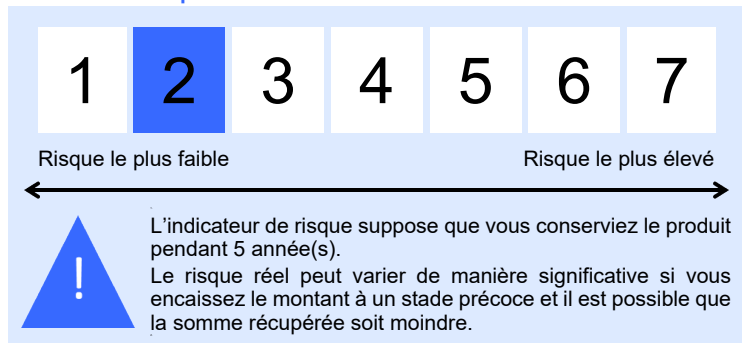 1 2 3 4 5 6 7
Risque le plus faible Risque le plus élevé
!
L'indicateur de risque suppose que vous conserviez le produit
pendant 5 année(s).
Le risque réel peut varier de manière significative si vous
encaissez le montant à un stade précoce et il est possible que
la somme récupérée soit moindre.